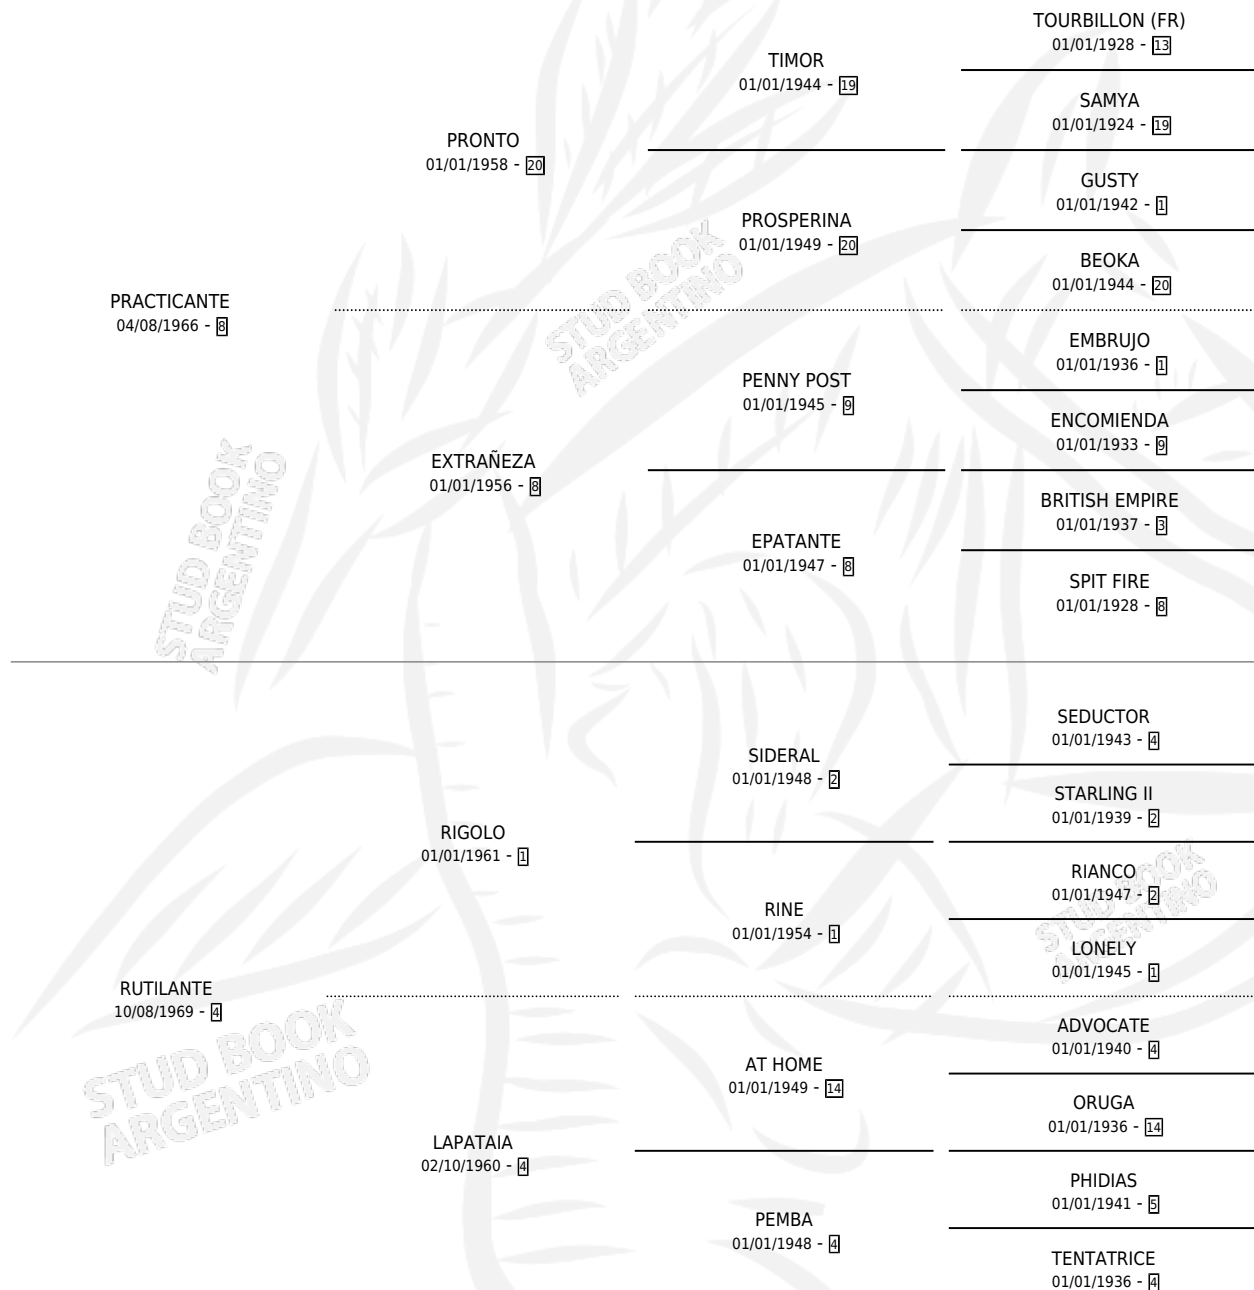 TOURBILLON (FR)
01/01/1928 - 13
TIMOR
01/01/1944 - 19
SAMYA
01/01/1924 - 19
PRONTO
01/01/1958 - 20
GUSTY
01/01/1942 - 1
PROSPERINA
01/01/1949 - 20
BEOKA
01/01/1944 - 20
PRACTICANTE
04/08/1966 - 8
EMBRUJO
01/01/1936 - 1
PENNY POST
01/01/1945 - 9
ENCOMIENDA
01/01/1933 - 9
EXTRAÑEZA
01/01/1956 - 8
BRITISH EMPIRE
01/01/1937 - 3
EPATANTE
01/01/1947 - 8
SPIT FIRE
01/01/1928 - 8
SEDUCTOR
01/01/1943 - 4
SIDERAL
01/01/1948 - 2
STARLING II
01/01/1939 - 2
RIGOLO
01/01/1961 - 1
RIANCO
01/01/1947 - 2
RINE
01/01/1954 - 1
LONELY
01/01/1945 - 1
RUTILANTE
10/08/1969 - 4
ADVOCATE
01/01/1940 - 4
AT HOME
01/01/1949 - 14
ORUGA
01/01/1936 - 14
LAPATAIA
02/10/1960 - 4
PHIDIAS
01/01/1941 - 5
PEMBA
01/01/1948 - 4
TENTATRICE
01/01/1936 - 4
STUD BOOK
ARGENTINO
STUD BOOK
ARGENTINO
STUD BOOK
ARGENTINO
STUD BOOK
ARGENTINO